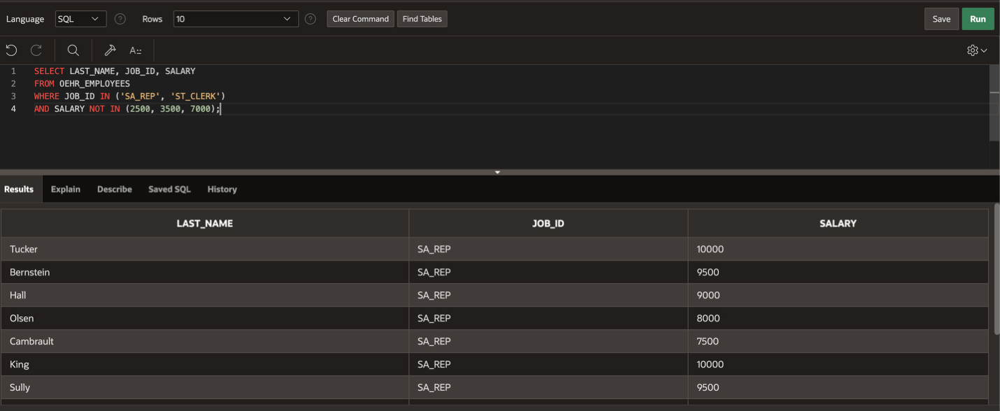 Language SQL Rows 10 Clear Command Find Tables Save Run
A
1 SELECT LAST_NAME, JOB_ID, SALARY
2 FROM OEHR_EMPLOYEES
3 WHERE JOB_ID IN ('SA_REP', 'ST_CLERK')
4 AND SALARY NOT IN (2500, 3500, 7000);
Results Explain Describe Saved SQL History
LAST_NAME JOB_ID SALARY
Tucker SA_REP 10000
Bernstein SA_REP 9500
Hall SA_REP 9000
Olsen SA_REP 8000
Cambrault SA_REP 7500
King SA_REP 10000
Sully SA_REP 9500